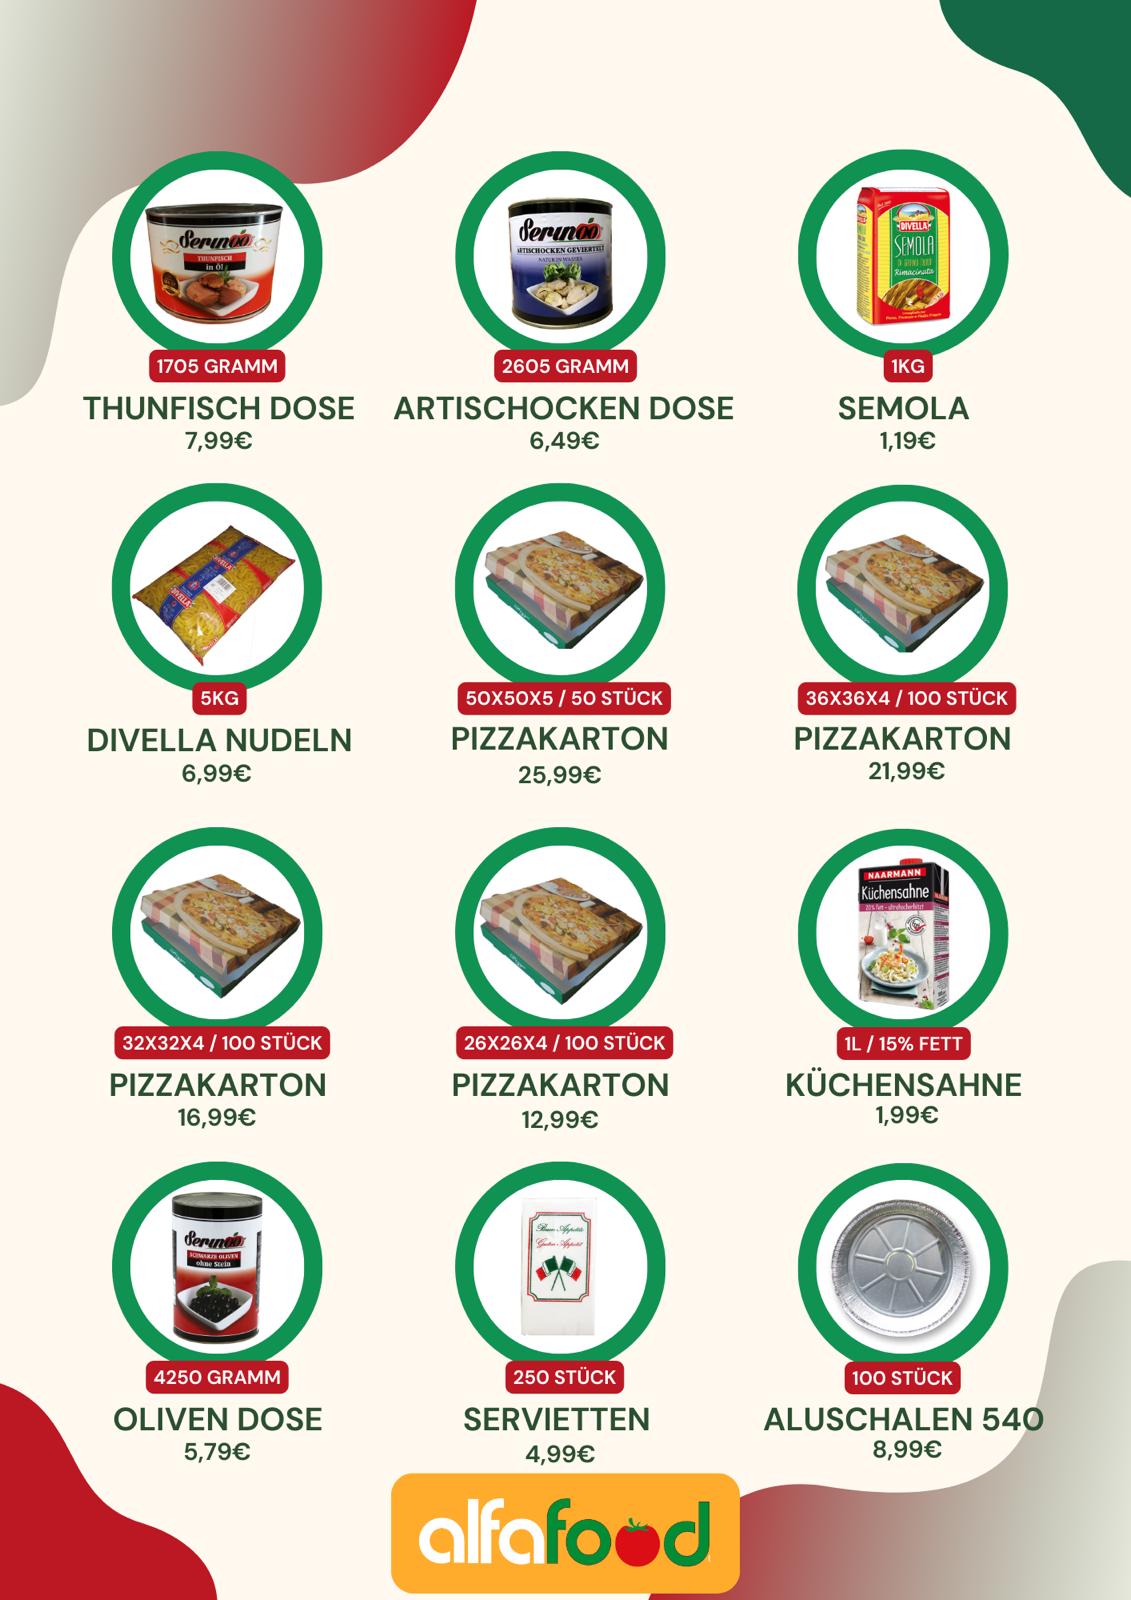 Serinoo
THUNFISCH
in Öl
1705 GRAMM
THUNFISCH DOSE
7,99€
Serinoo
ARTISCHOCKEN GEVIERTELT
NATUR IN WASSER
2605 GRAMM
ARTISCHOCKEN DOSE
6,49€
DIVELLA
SEMOLA
Rimacinata
1KG
SEMOLA
1,19€
DIVELLA
DIVELLA
5KG
DIVELLA NUDELN
6,99€
50X50X5 / 50 STÜCK
PIZZAKARTON
25,99€
36X36X4 / 100 STÜCK
PIZZAKARTON
21,99€
32X32X4 / 100 STÜCK
PIZZAKARTON
16,99€
26X26X4 / 100 STÜCK
PIZZAKARTON
12,99€
NAARMANN
Küchensahne
1L / 15% FETT
KÜCHENSAHNE
1,99€
Serinoo
SCHWARZE OLIVEN
ohne Stein
4250 GRAMM
OLIVEN DOSE
5,79€
Buon Appetito
Guten Appetit
250 STÜCK
SERVIETTEN
4,99€
100 STÜCK
ALUSCHALEN 540
8,99€
alfafood